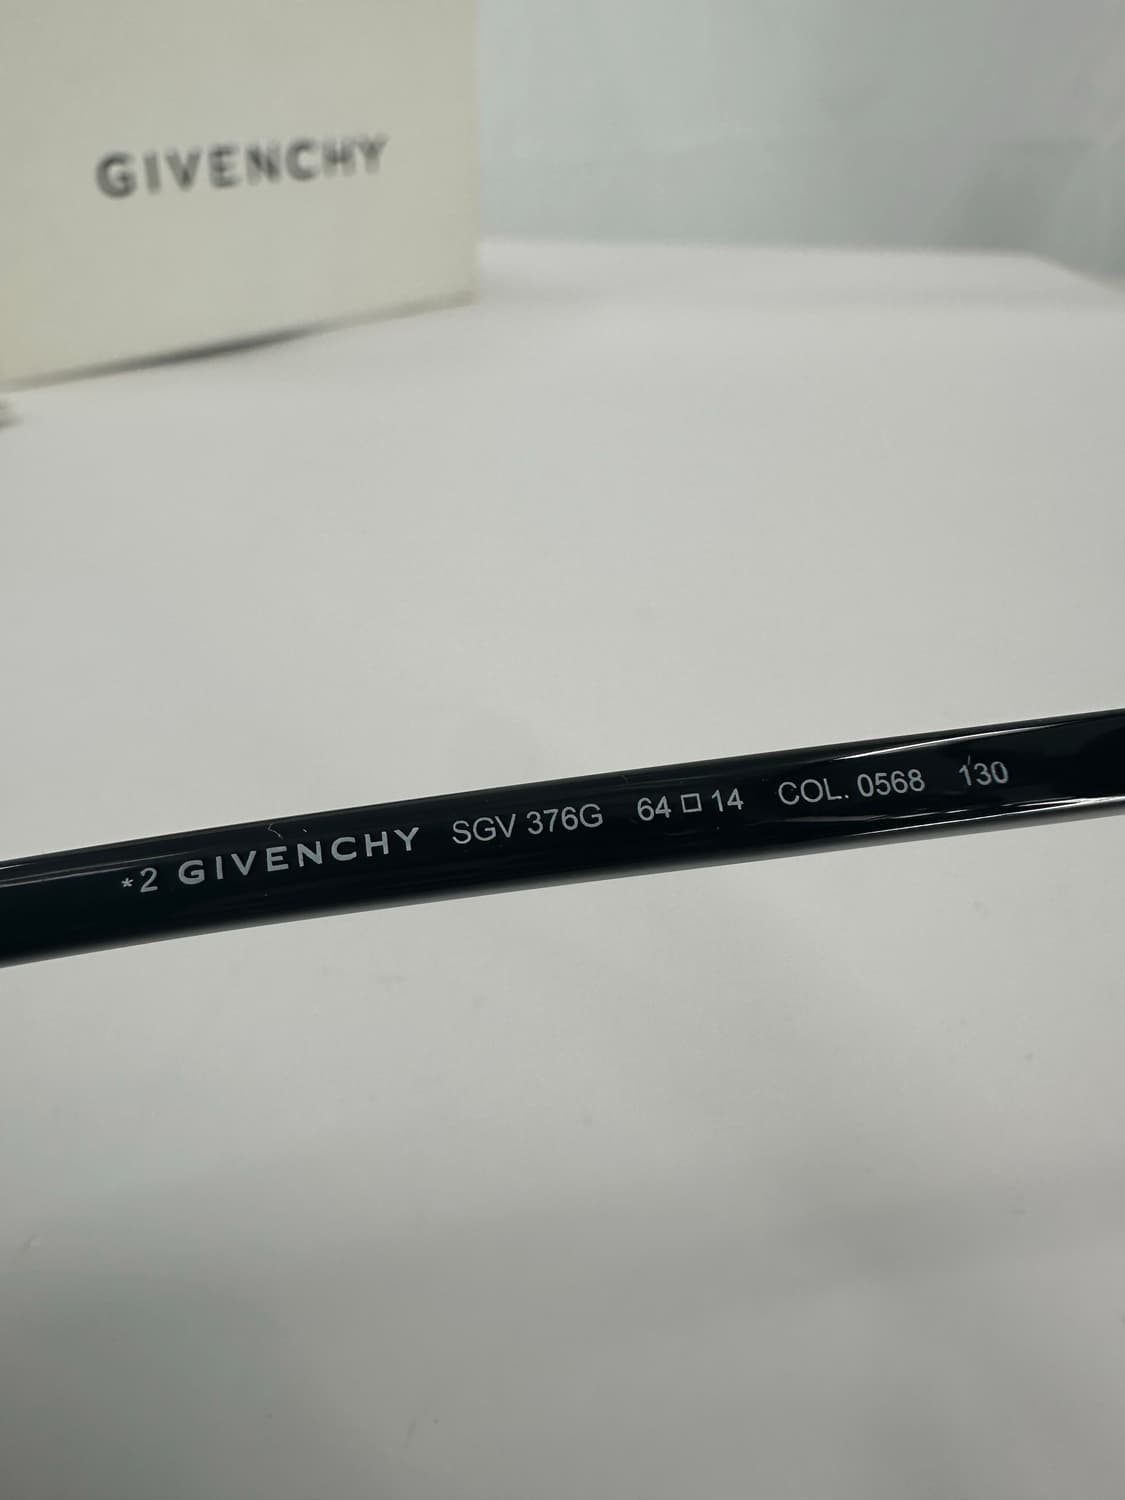 GIVENCHY
*2 GIVENCHY SGV 376G 64□14 COL. 0568 130